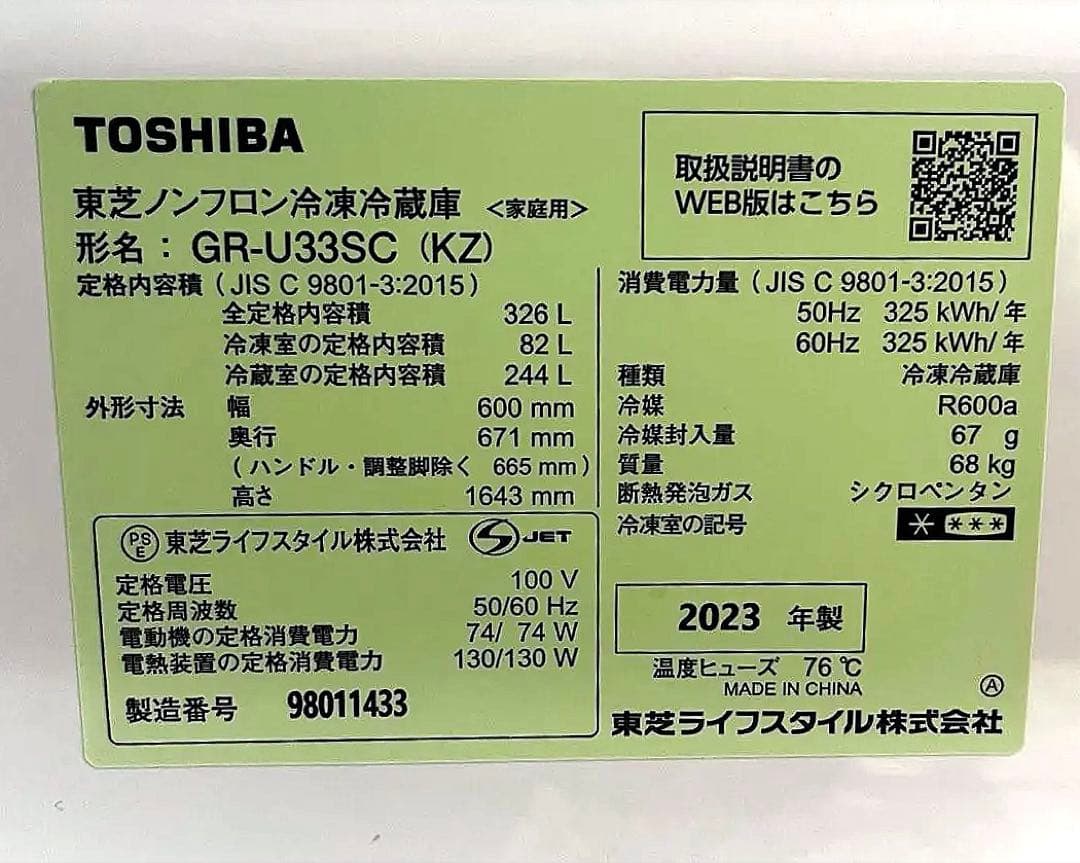 TOSHIBA
東芝ノンフロン冷凍冷蔵庫 <家庭用>
形名：GR-U33SC (KZ)
取扱説明書の
WEB版はこちら
定格内容積 (JIS C 9801-3:2015)
全定格内容積 326 L
冷凍室の定格内容積 82 L
冷蔵室の定格内容積 244 L
外形寸法 幅 600 mm
奥行 671 mm
(ハンドル・調整脚除く 665 mm)
高さ 1643 mm
PSE 東芝ライフスタイル株式会社 S JET
定格電圧 100 V
定格周波数 50/60 Hz
電動機の定格消費電力 74/ 74 W
電熱装置の定格消費電力 130/130 W
製造番号 98011433
消費電力量 (JIS C 9801-3:2015)
50Hz 325 kWh/年
60Hz 325 kWh/年
種類 冷凍冷蔵庫
冷媒 R600a
冷媒封入量 67 g
質量 68 kg
断熱発泡ガス シクロペンタン
冷凍室の記号 * ***
2023 年製
温度ヒューズ 76℃
MADE IN CHINA Ⓐ
東芝ライフスタイル株式会社